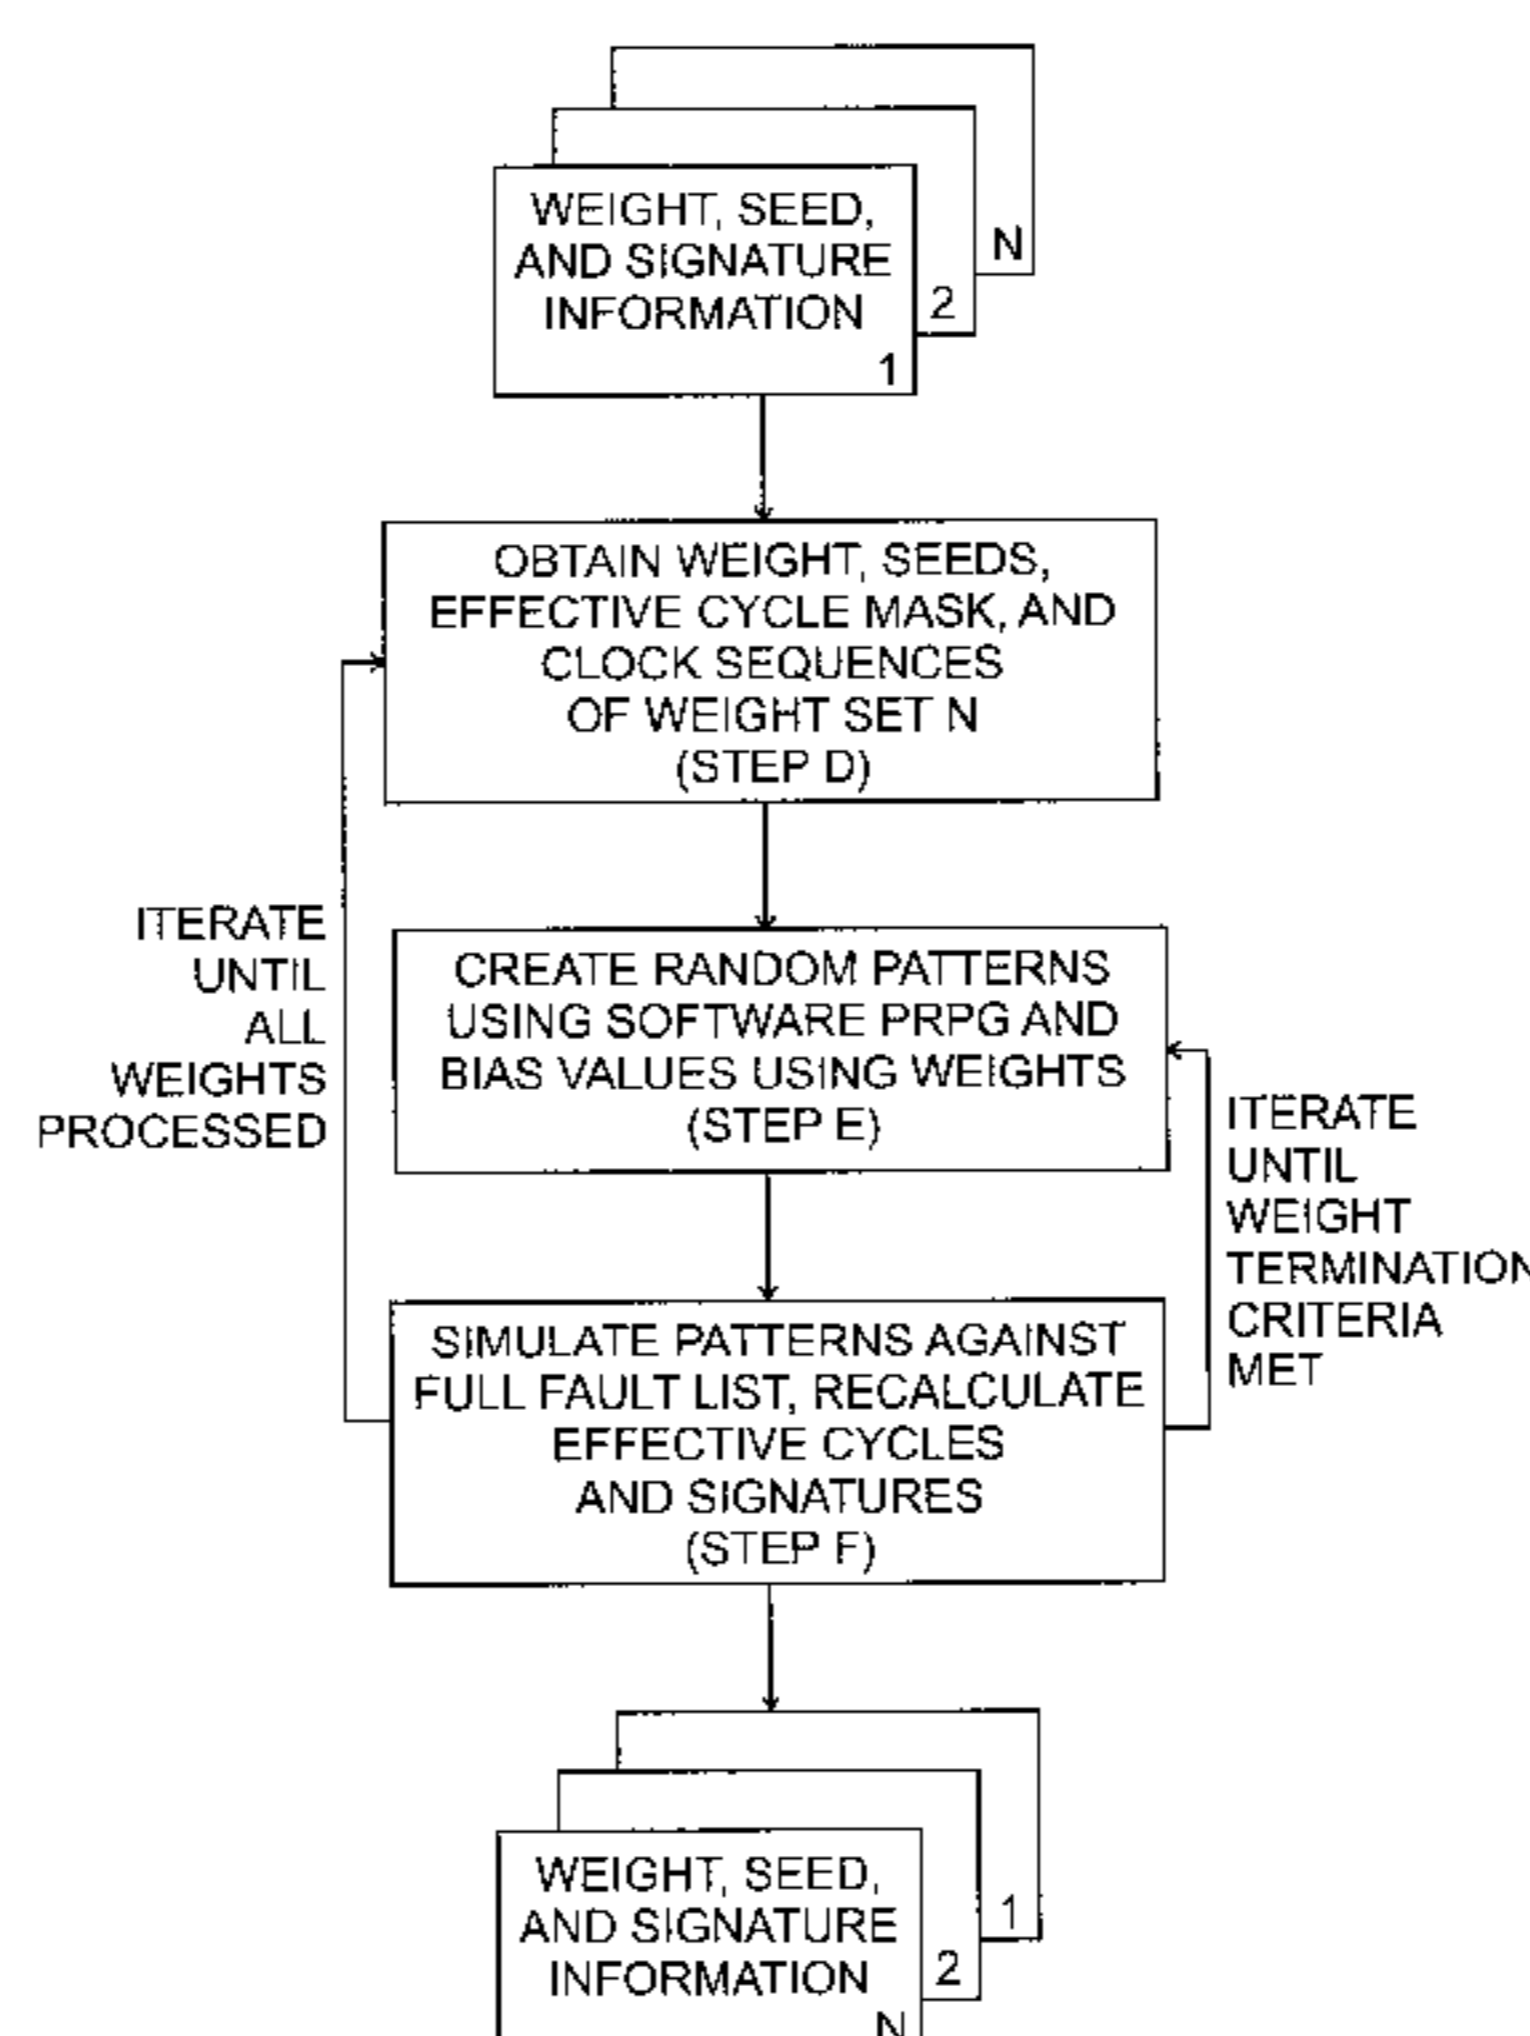 N
2
WEIGHT, SEED,
AND SIGNATURE
INFORMATION
1
OBTAIN WEIGHT, SEEDS,
EFFECTIVE CYCLE MASK, AND
CLOCK SEQUENCES
OF WEIGHT SET N
(STEP D)
ITERATE
UNTIL
ALL
WEIGHTS
PROCESSED
CREATE RANDOM PATTERNS
USING SOFTWARE PRPG AND
BIAS VALUES USING WEIGHTS
(STEP E)
ITERATE
UNTIL
WEIGHT
TERMINATION
CRITERIA
MET
SIMULATE PATTERNS AGAINST
FULL FAULT LIST, RECALCULATE
EFFECTIVE CYCLES
AND SIGNATURES
(STEP F)
1
2
WEIGHT, SEED,
AND SIGNATURE
INFORMATION
N